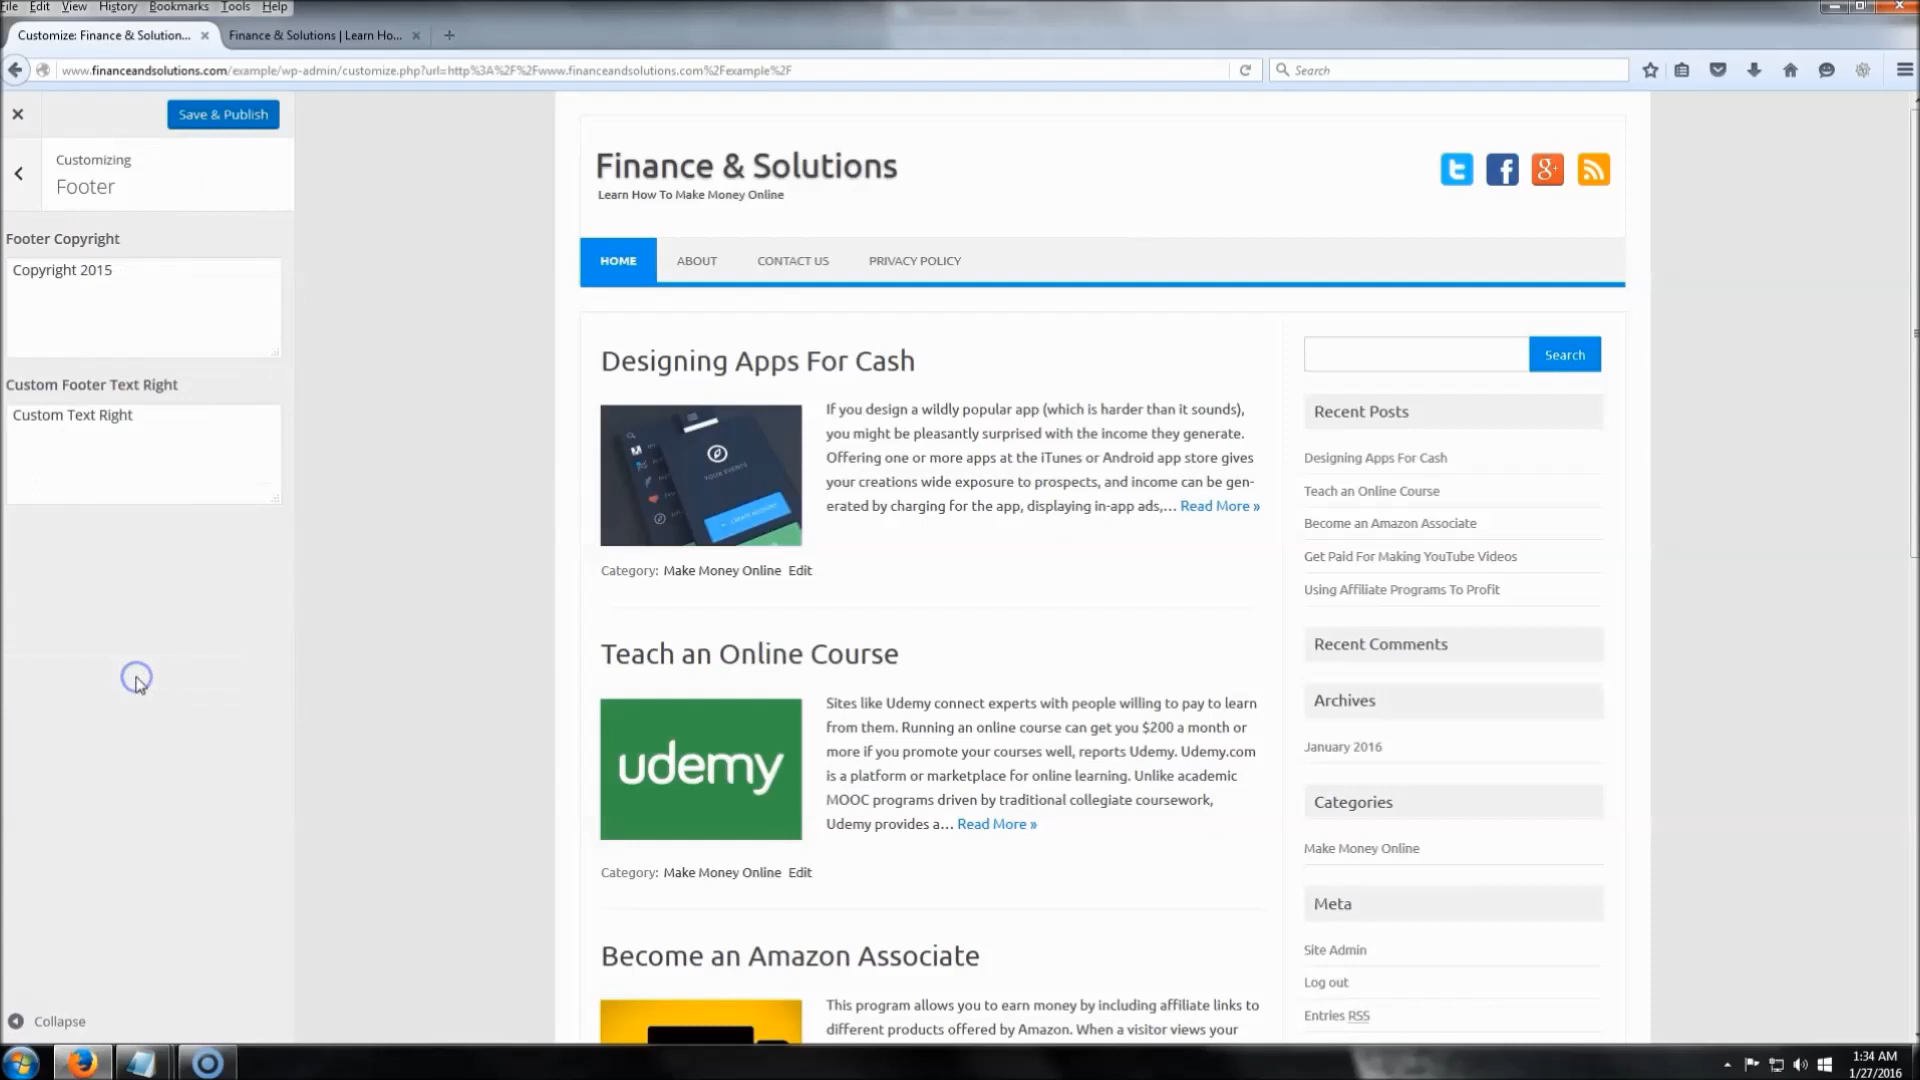 File Edit View History Bookmarks Tools Help
Customize: Finance & Solution...
Finance & Solutions | Learn Ho...
www.financeandsolutions.com/example/wp-admin/customize.php?url=http%3A%2F%2Fwww.financeandsolutions.com%2Fexample%2F
Search
Save & Publish
Customizing
Footer
Footer Copyright
Copyright 2015
Custom Footer Text Right
Custom Text Right
Collapse
Finance & Solutions
Learn How To Make Money Online
HOME
ABOUT
CONTACT US
PRIVACY POLICY
Designing Apps For Cash
YOUR EVENTS
CREATE ACCOUNT
If you design a wildly popular app (which is harder than it sounds),
you might be pleasantly surprised with the income they generate.
Offering one or more apps at the iTunes or Android app store gives
your creations wide exposure to prospects, and income can be gen-
erated by charging for the app, displaying in-app ads,... Read More »
Category: Make Money Online Edit
Teach an Online Course
udemy
Sites like Udemy connect experts with people willing to pay to learn
from them. Running an online course can get you $200 a month or
more if you promote your courses well, reports Udemy. Udemy.com
is a platform or marketplace for online learning. Unlike academic
MOOC programs driven by traditional collegiate coursework,
Udemy provides a... Read More »
Category: Make Money Online Edit
Become an Amazon Associate
This program allows you to earn money by including affiliate links to
different products offered by Amazon. When a visitor views your
Search
Recent Posts
Designing Apps For Cash
Teach an Online Course
Become an Amazon Associate
Get Paid For Making YouTube Videos
Using Affiliate Programs To Profit
Recent Comments
Archives
January 2016
Categories
Make Money Online
Meta
Site Admin
Log out
Entries RSS
1:34 AM
1/27/2016